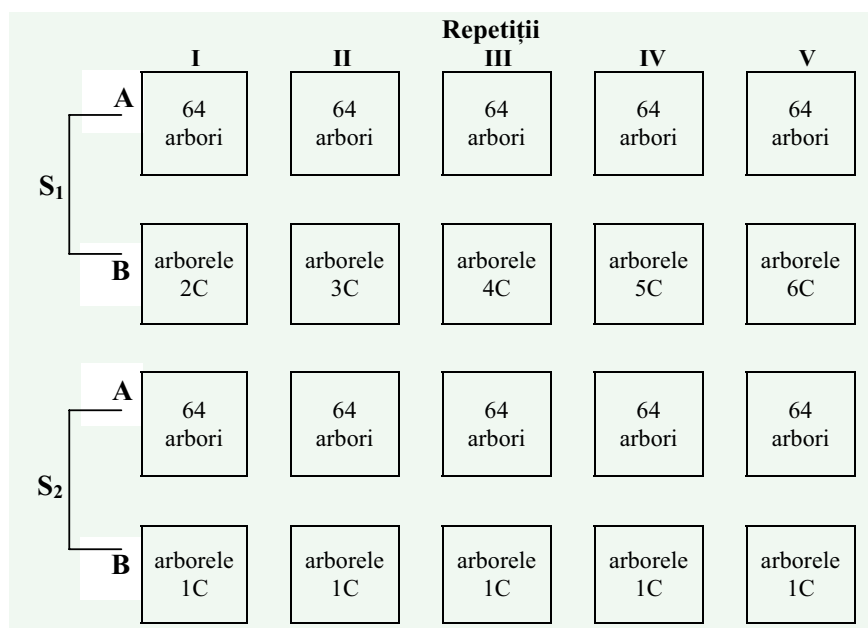 Repetiții
I II III IV V
A
64 64 64 64 64
arbori arbori arbori arbori arbori
S₁
B
arborele arborele arborele arborele arborele
2C 3C 4C 5C 6C
A
64 64 64 64 64
arbori arbori arbori arbori arbori
S₂
B
arborele arborele arborele arborele arborele
1C 1C 1C 1C 1C